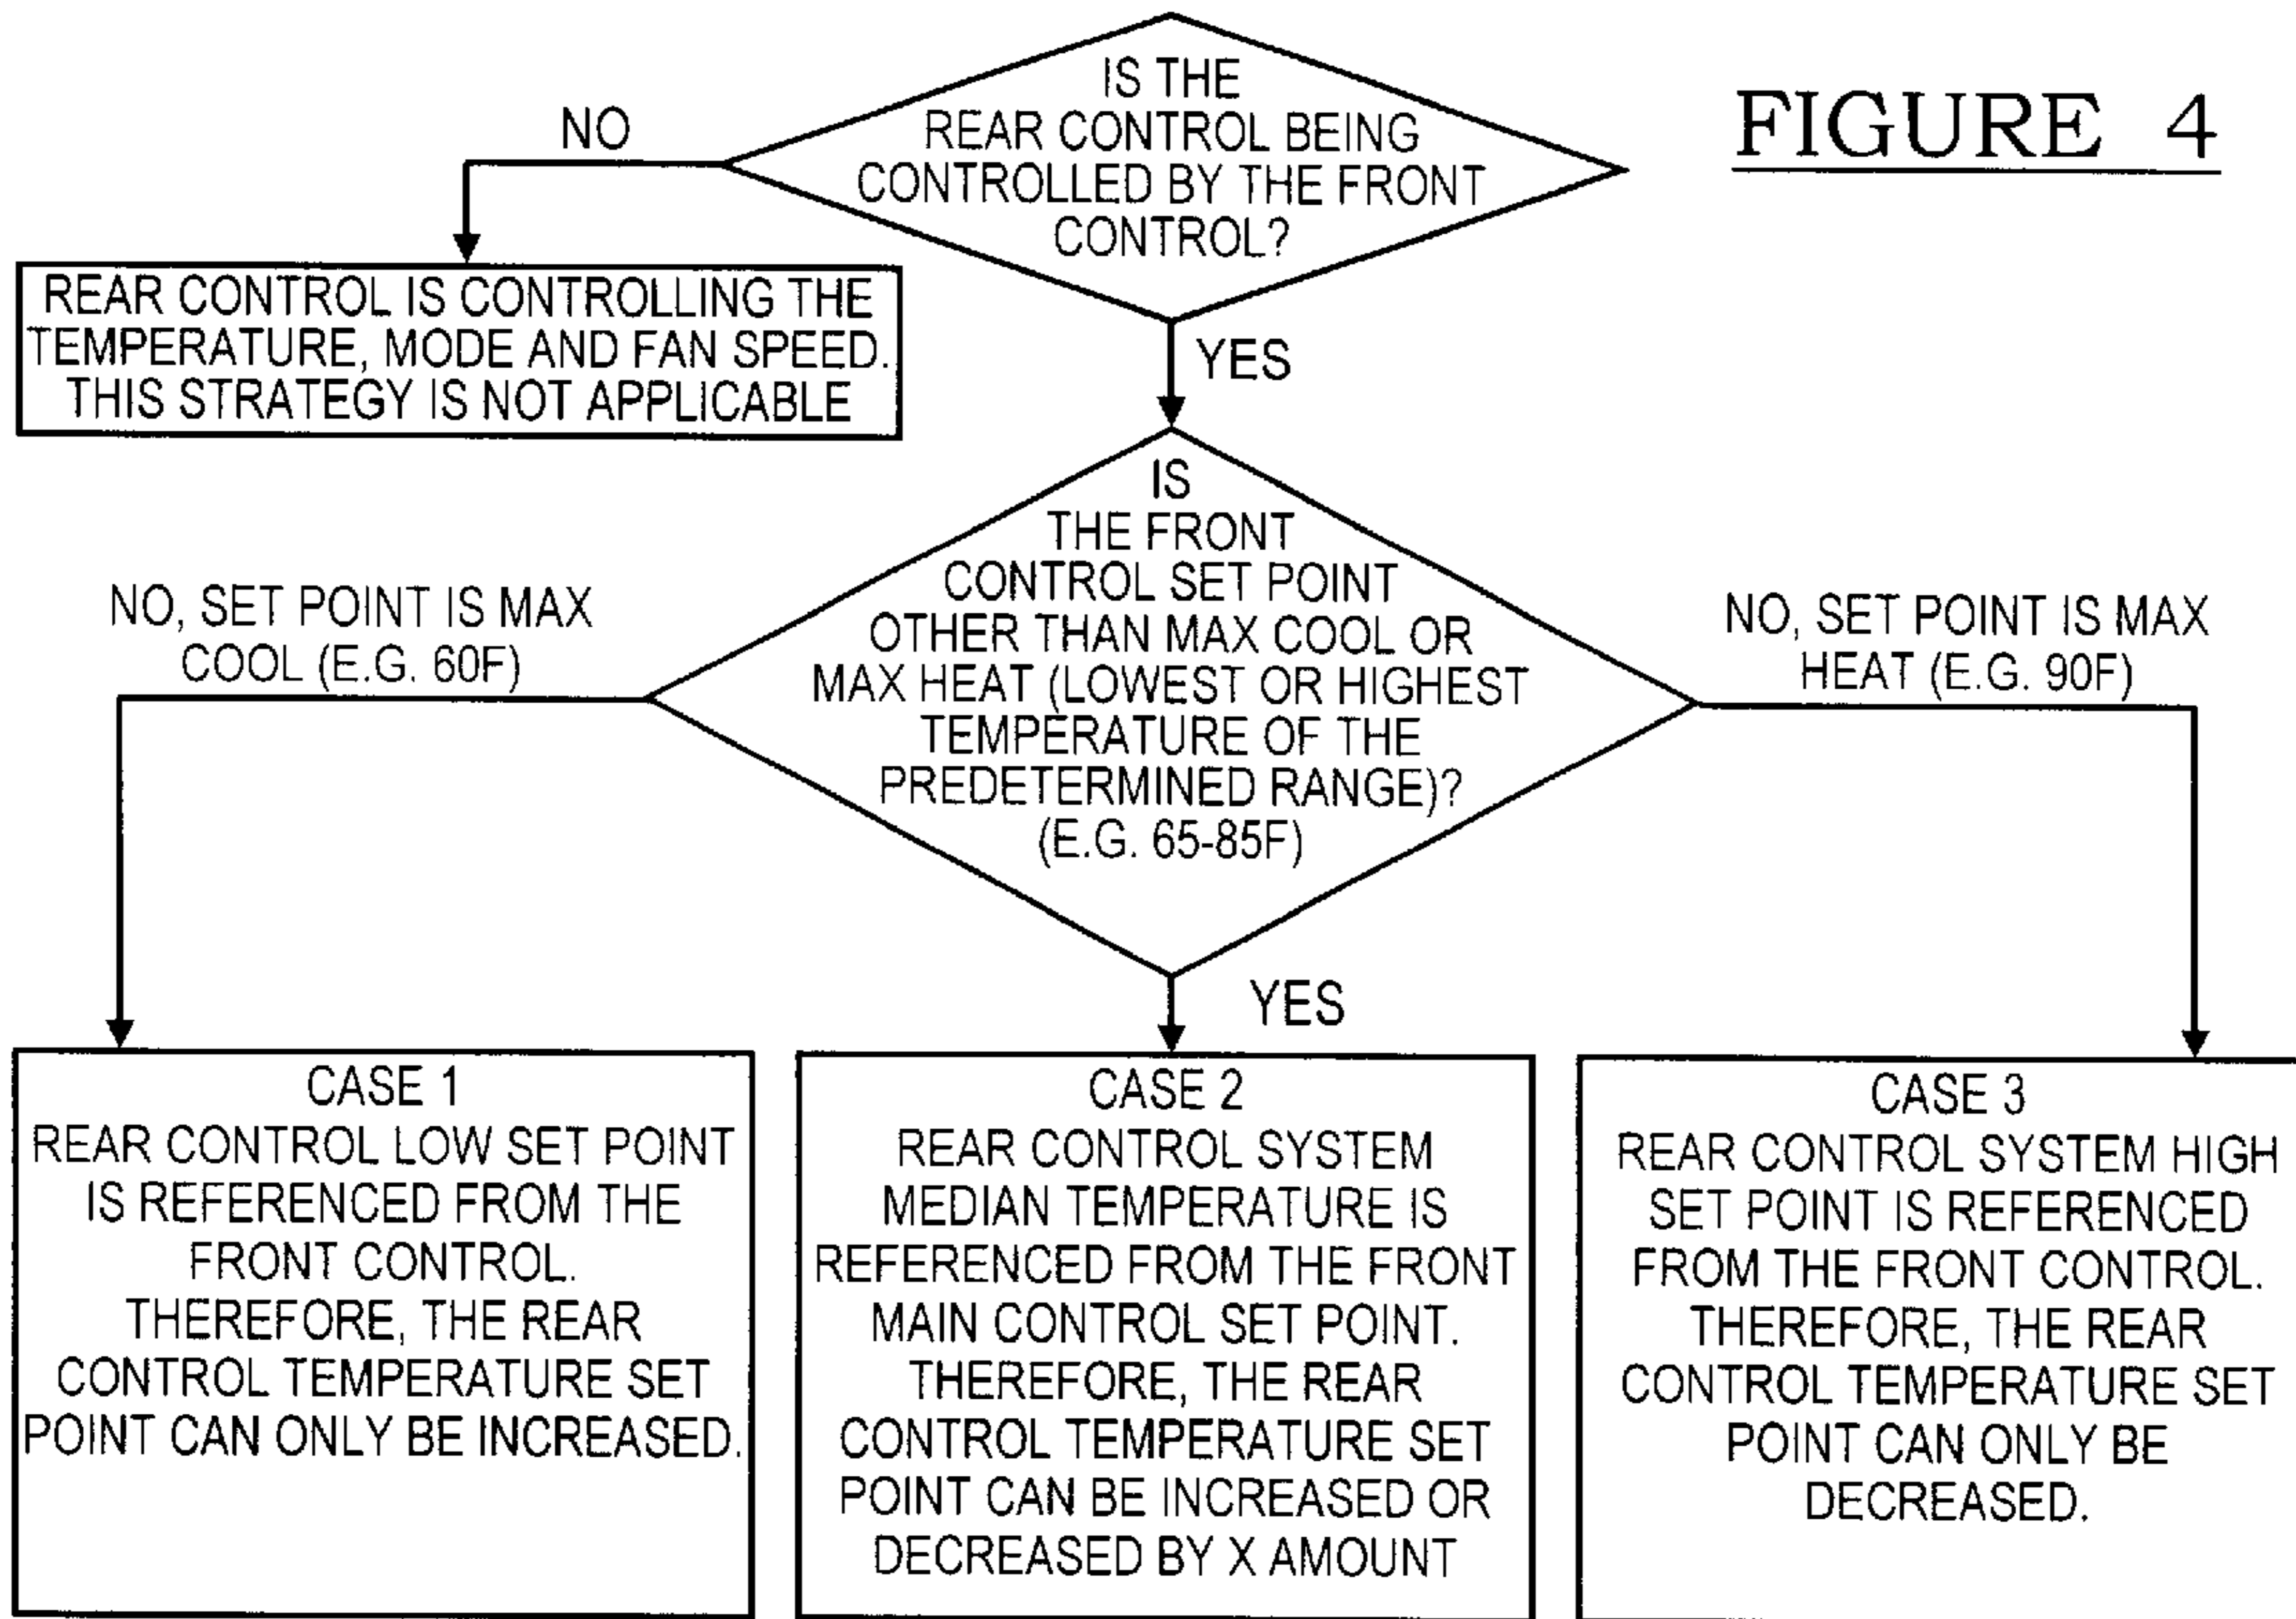 FIGURE 4
IS THE
REAR CONTROL BEING
CONTROLLED BY THE FRONT
CONTROL?
NO
REAR CONTROL IS CONTROLLING THE
TEMPERATURE, MODE AND FAN SPEED.
THIS STRATEGY IS NOT APPLICABLE
YES
IS
THE FRONT
CONTROL SET POINT
OTHER THAN MAX COOL OR
MAX HEAT (LOWEST OR HIGHEST
TEMPERATURE OF THE
PREDETERMINED RANGE)?
(E.G. 65-85F)
NO, SET POINT IS MAX
COOL (E.G. 60F)
NO, SET POINT IS MAX
HEAT (E.G. 90F)
YES
CASE 1
REAR CONTROL LOW SET POINT
IS REFERENCED FROM THE
FRONT CONTROL.
THEREFORE, THE REAR
CONTROL TEMPERATURE SET
POINT CAN ONLY BE INCREASED.
CASE 2
REAR CONTROL SYSTEM
MEDIAN TEMPERATURE IS
REFERENCED FROM THE FRONT
MAIN CONTROL SET POINT.
THEREFORE, THE REAR
CONTROL TEMPERATURE SET
POINT CAN BE INCREASED OR
DECREASED BY X AMOUNT
CASE 3
REAR CONTROL SYSTEM HIGH
SET POINT IS REFERENCED
FROM THE FRONT CONTROL.
THEREFORE, THE REAR
CONTROL TEMPERATURE SET
POINT CAN ONLY BE
DECREASED.